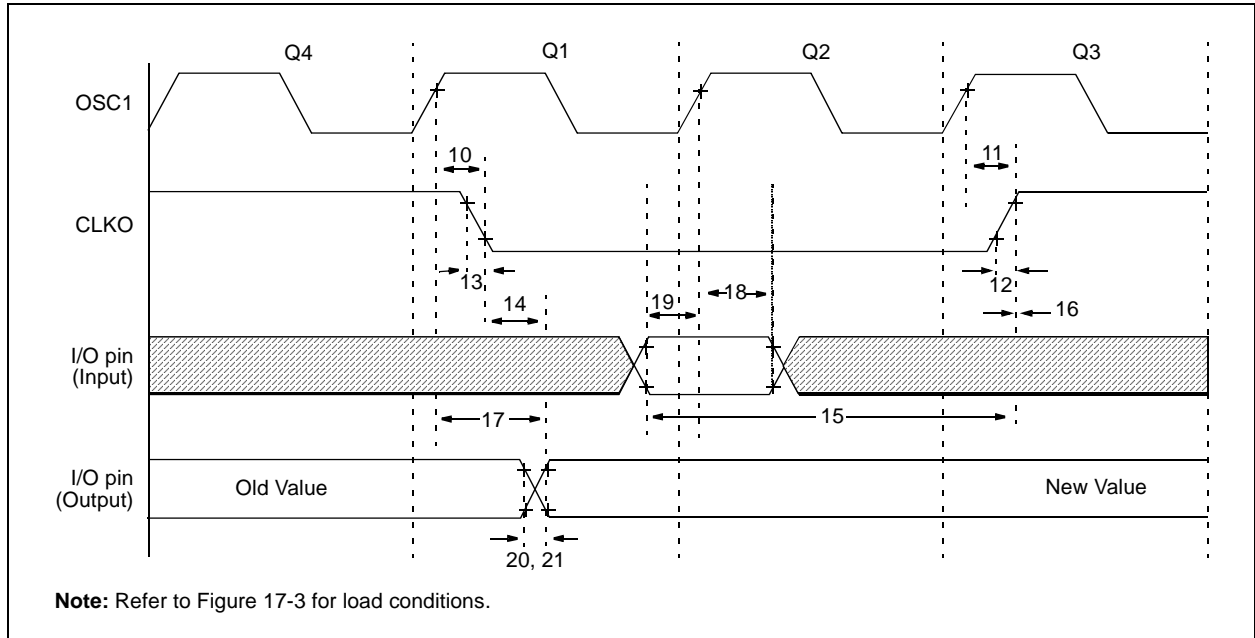 Q4 Q1 Q2 Q3
OSC1
10 11
CLKO
13 12
14 19 18 16
I/O pin
(Input)
17 15
I/O pin
(Output)
Old Value New Value
20, 21
Note: Refer to Figure 17-3 for load conditions.